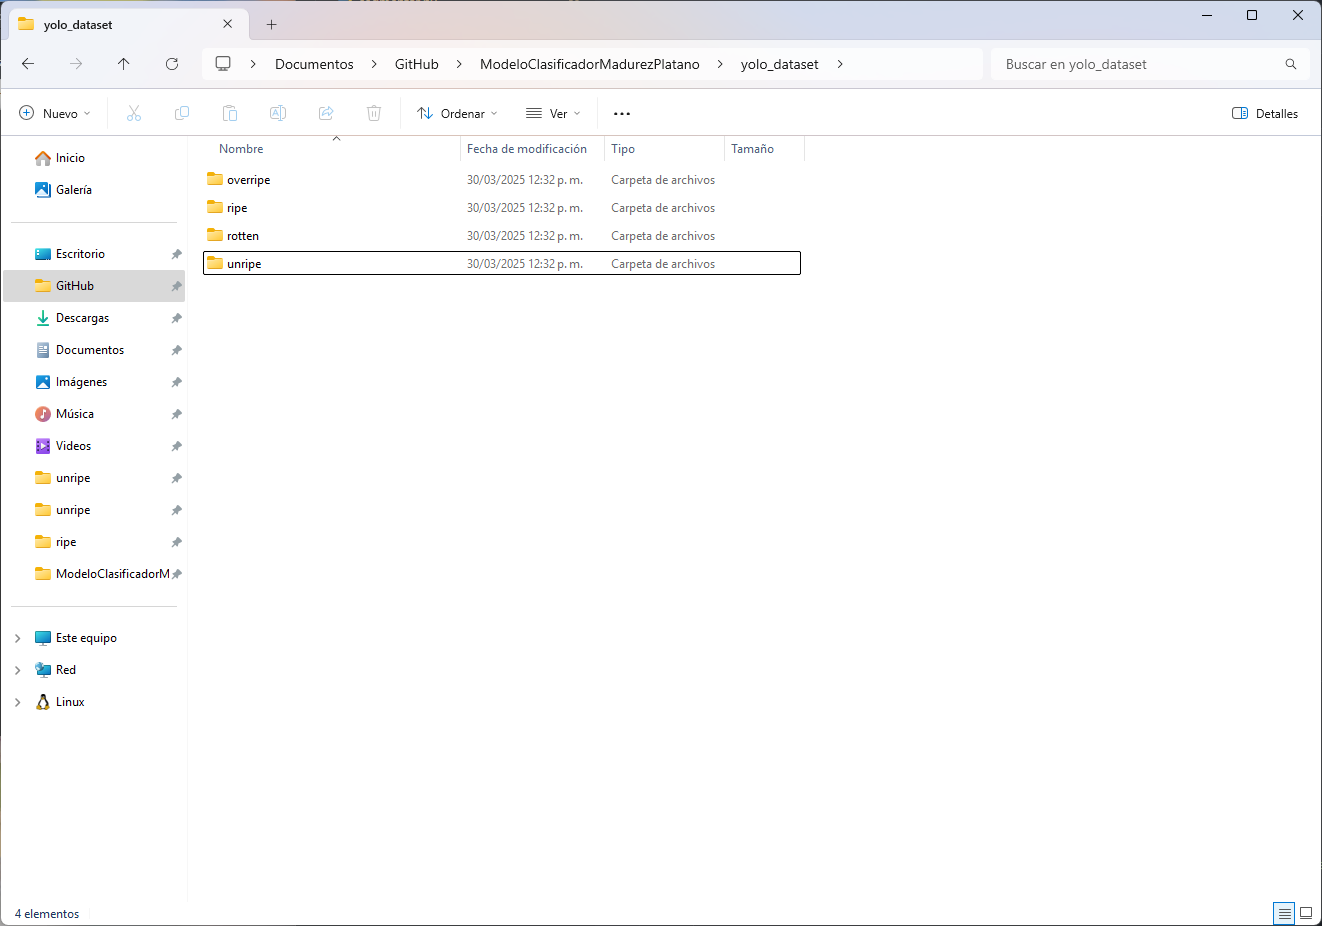 yolo_dataset
Documentos > GitHub > ModeloClasificadorMadurezPlatano > yolo_dataset >
Buscar en yolo_dataset
Nuevo
Ordenar
Ver
Detalles
Nombre Fecha de modificación Tipo Tamaño
overripe 30/03/2025 12:32 p. m. Carpeta de archivos
ripe 30/03/2025 12:32 p. m. Carpeta de archivos
rotten 30/03/2025 12:32 p. m. Carpeta de archivos
unripe 30/03/2025 12:32 p. m. Carpeta de archivos
Inicio
Galería
Escritorio
GitHub
Descargas
Documentos
Imágenes
Música
Videos
unripe
unripe
ripe
ModeloClasificadorM
Este equipo
Red
Linux
4 elementos